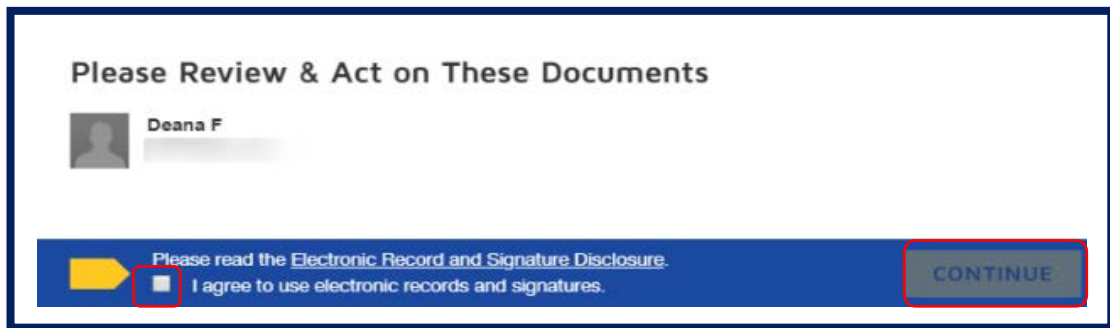 Please Review & Act on These Documents
Deana F
Please read the Electronic Record and Signature Disclosure.
I agree to use electronic records and signatures.
CONTINUE